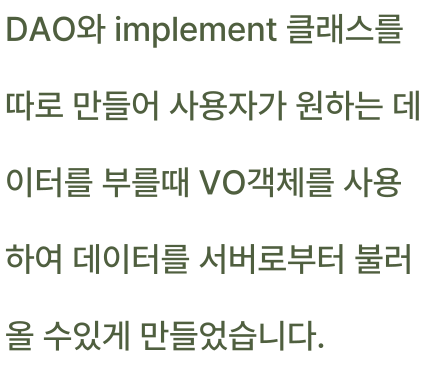 DAO와 implement 클래스를
따로 만들어 사용자가 원하는 데
이터를 부를때 VO객체를 사용
하여 데이터를 서버로부터 불러
올 수있게 만들었습니다.